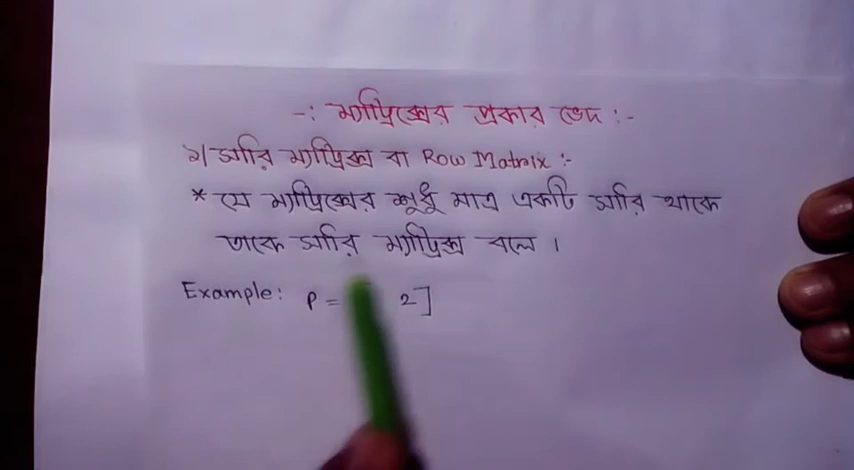 -: ম্যাট্রিক্সের প্রকার ভেদ :-
১/ সারি ম্যাট্রিক্স বা Row Matrix :-
* যে ম্যাট্রিক্সের শুধু মাত্র একটি সারি থাকে
তাকে সারি ম্যাট্রিক্স বলে ।
Example: P = 2]